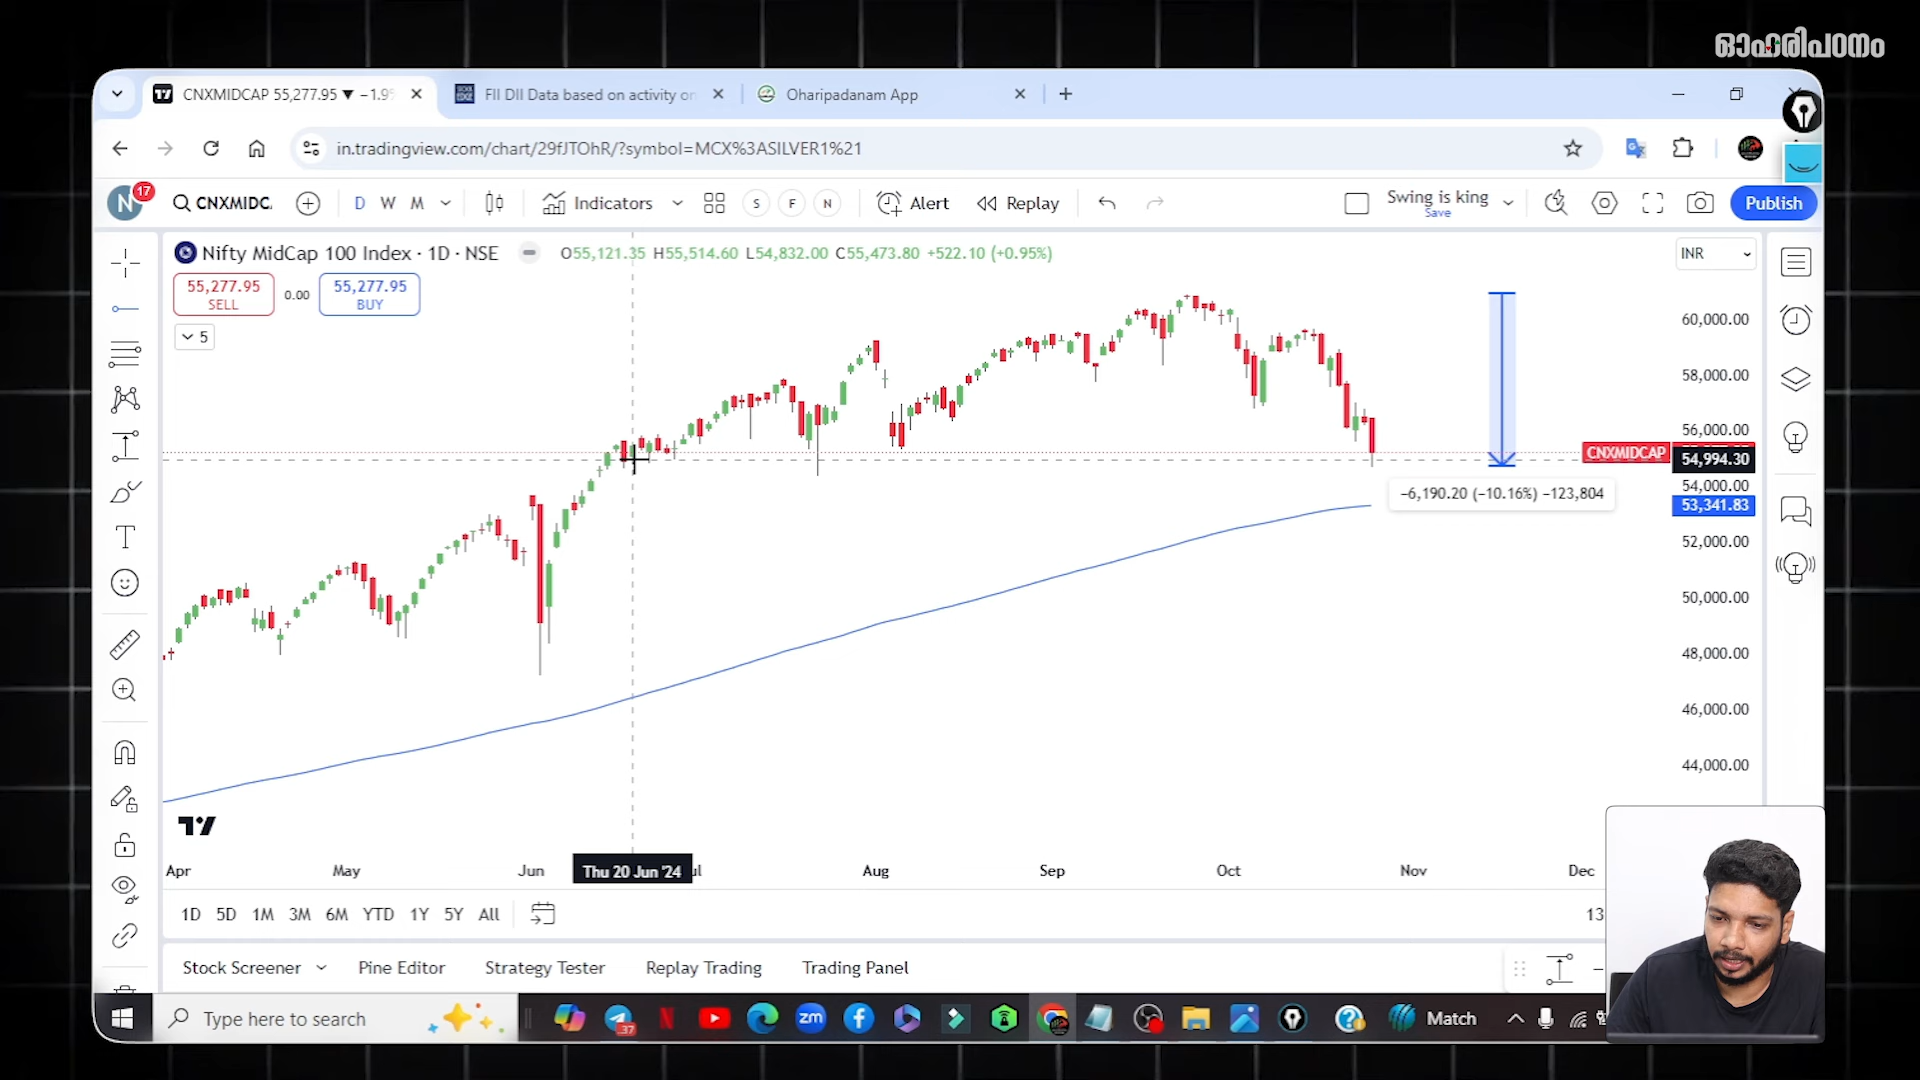 ഓഹരിപഠനം
CNXMIDCAP 55,277.95 ▼ −1.9
FII DII Data based on activity on
Oharipadanam App
in.tradingview.com/chart/29fJTOhR/?symbol=MCX%3ASILVER1%21
N
17
CNXMIDC
D W M
Indicators
S F N
Alert
Replay
Swing is king
Save
Publish
Nifty MidCap 100 Index · 1D · NSE
O55,121.35 H55,514.60 L54,832.00 C55,473.80 +522.10 (+0.95%)
INR
55,277.95
SELL
0.00
55,277.95
BUY
5
60,000.00
58,000.00
56,000.00
CNXMIDCAP
54,994.30
54,000.00
53,341.83
−6,190.20 (−10.16%) −123,804
52,000.00
50,000.00
48,000.00
46,000.00
44,000.00
Apr May Jun Thu 20 Jun '24 ul Aug Sep Oct Nov Dec
1D 5D 1M 3M 6M YTD 1Y 5Y All
13
Stock Screener Pine Editor Strategy Tester Replay Trading Trading Panel
Type here to search
37
zm
Match